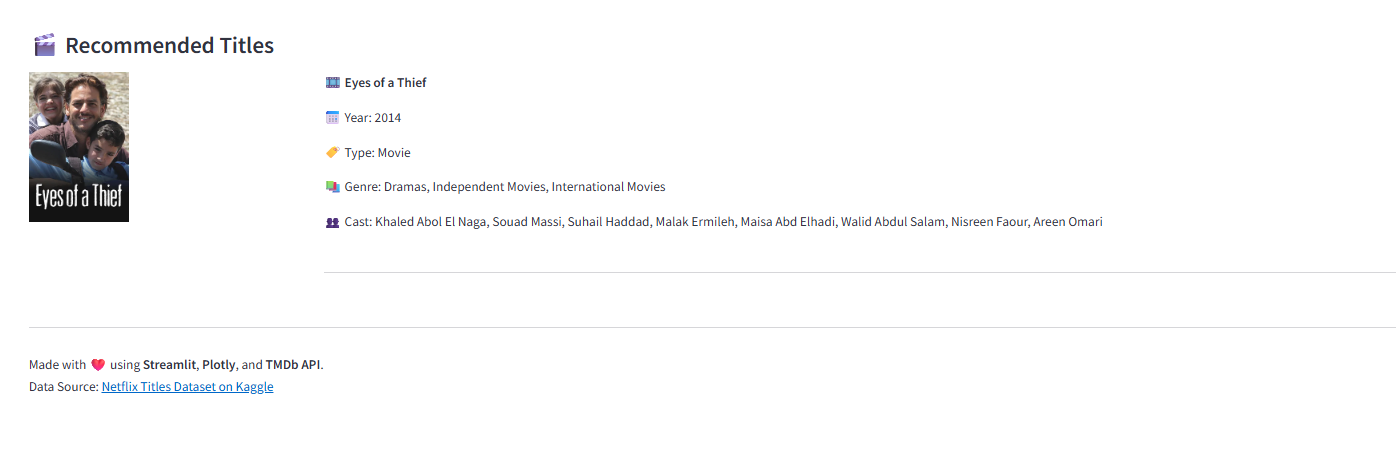 Recommended Titles
Eyes of a Thief
Eyes of a Thief
Year: 2014
Type: Movie
Genre: Dramas, Independent Movies, International Movies
Cast: Khaled Abol El Naga, Souad Massi, Suhail Haddad, Malak Ermileh, Maisa Abd Elhadi, Walid Abdul Salam, Nisreen Faour, Areen Omari
Made with ❤️ using Streamlit, Plotly, and TMDb API.
Data Source: Netflix Titles Dataset on Kaggle